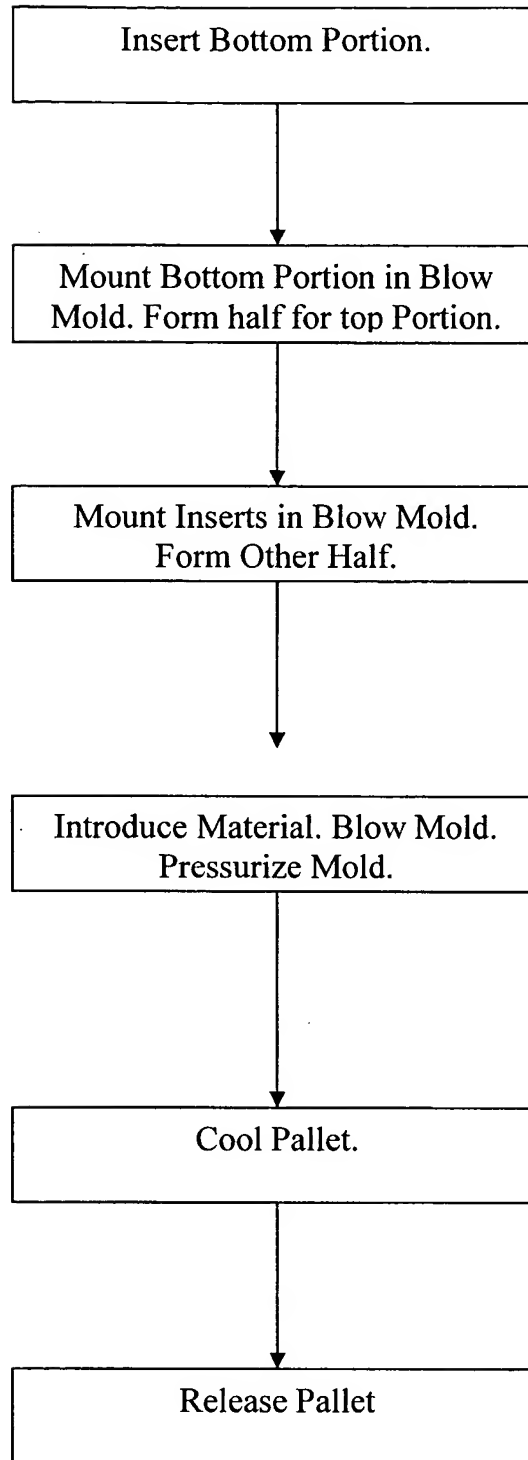 Insert Bottom Portion.
Mount Bottom Portion in Blow
Mold. Form half for top Portion.
Mount Inserts in Blow Mold.
Form Other Half.
Introduce Material. Blow Mold.
Pressurize Mold.
Cool Pallet.
Release Pallet